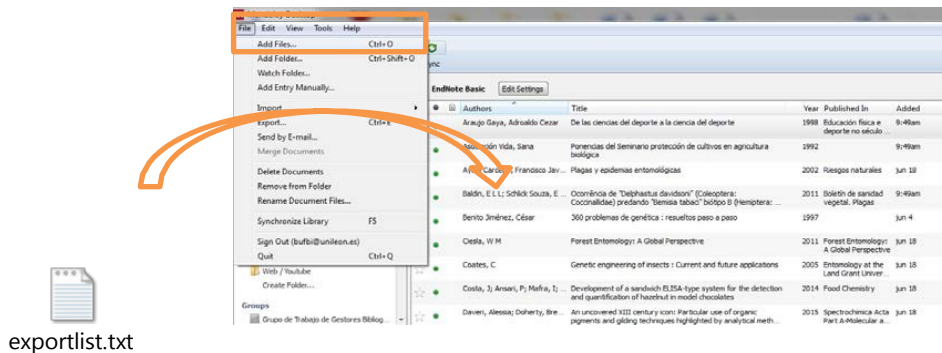 File Edit View Tools Help
Add Files... Ctrl+O
Add Folder... Ctrl+Shift+O
Watch Folder...
Add Entry Manually...
Import
Export... Ctrl+E
Send by E-mail...
Merge Documents
Delete Documents
Remove from Folder
Rename Document Files...
Synchronize Library F5
Sign Out (bufbi@unileon.es)
Quit Ctrl+Q
Web / Youtube
Create Folder...
Groups
Grupo de Trabajo de Gestores Bibliog...
ync
EndNote Basic Edit Settings
Authors Title Year Published In Added
Araujo Gaya, Adroaldo Cezar De las ciencias del deporte a la ciencia del deporte 1998 Educación física e 9:49am
deporte no século ...
Vida, Sana Ponencias del Seminario protección de cultivos en agricultura 1992 9:49am
biológica
Francisco Jav... Plagas y epidemias entomológicas 2002 Riesgos naturales jun 18
Baldin, E L L; Schlick Souza, E ... Ocorrência de "Delphastus davidsoni" (Coleoptera: 2011 Boletín de sanidad 9:49am
Coccinallidae) predando "Bemisia tabaci" biótipo B (Hemiptera: ... vegetal. Plagas
Benito Jiménez, César 360 problemas de genética : resueltos paso a paso 1997 jun 4
Ciesla, W M Forest Entomology: A Global Perspective 2011 Forest Entomology: jun 18
A Global Perspective
Coates, C Genetic engineering of insects : Current and future applications 2005 Entomology at the jun 18
Land Grant Univer...
Costa, J; Ansari, P; Mafra, I; ... Development of a sandwich ELISA-type system for the detection 2014 Food Chemistry jun 18
and quantification of hazelnut in model chocolates
Daveri, Alessia; Doherty, Bre... An uncovered XIII century icon: Particular use of organic 2015 Spectrochimica Acta jun 18
pigments and gilding techniques highlighted by analytical meth... Part A-Molecular a...
exportlist.txt